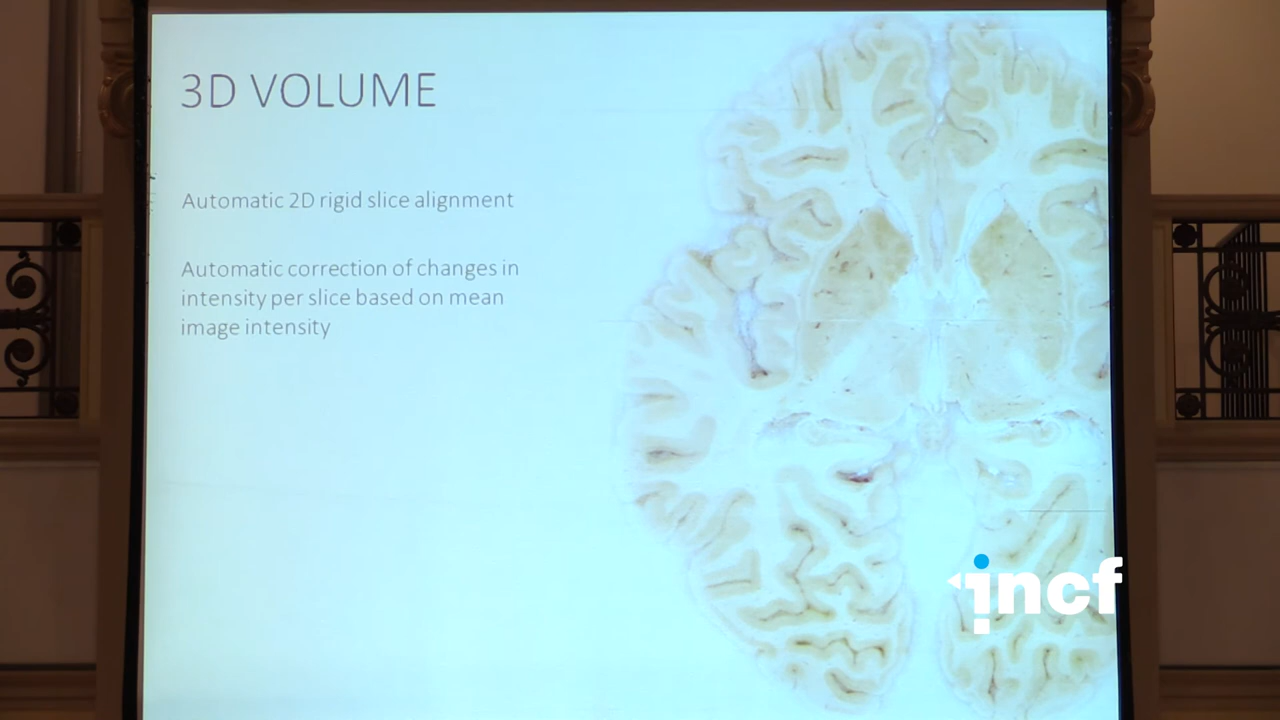 3D VOLUME
Automatic 2D rigid slice alignment
Automatic correction of changes in
intensity per slice based on mean
image intensity
incf